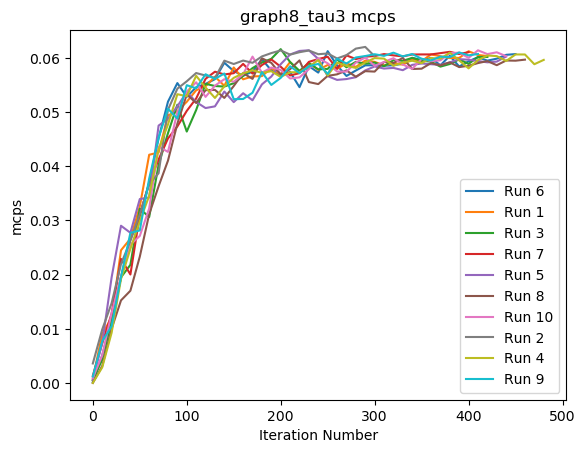 graph8_tau3 mcps
mcps
0.06
0.05
0.04
0.03
0.02
0.01
0.00
0
100
200
300
400
500
Iteration Number
Run 6
Run 1
Run 3
Run 7
Run 5
Run 8
Run 10
Run 2
Run 4
Run 9